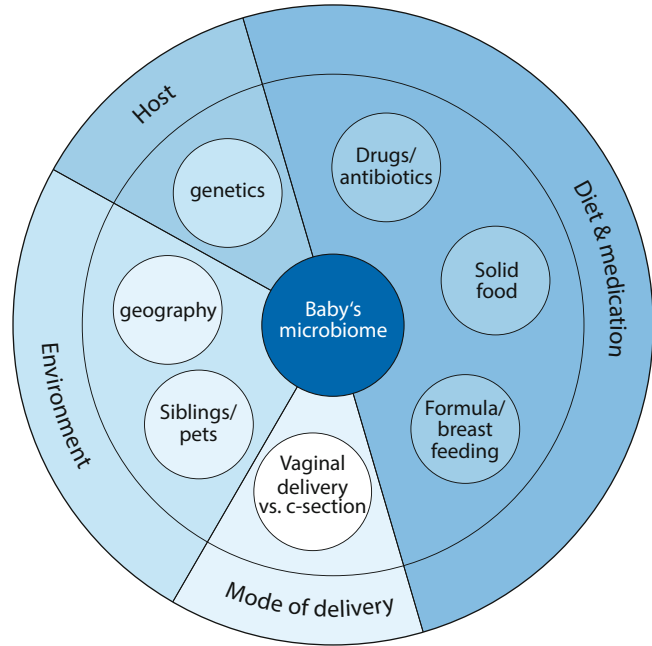 Host
genetics
Drugs/
antibiotics
Diet & medication
Solid
food
Formula/
breast
feeding
Baby‘s
microbiome
geography
Siblings/
pets
Environment
Vaginal
delivery
vs. c-section
Mode of delivery